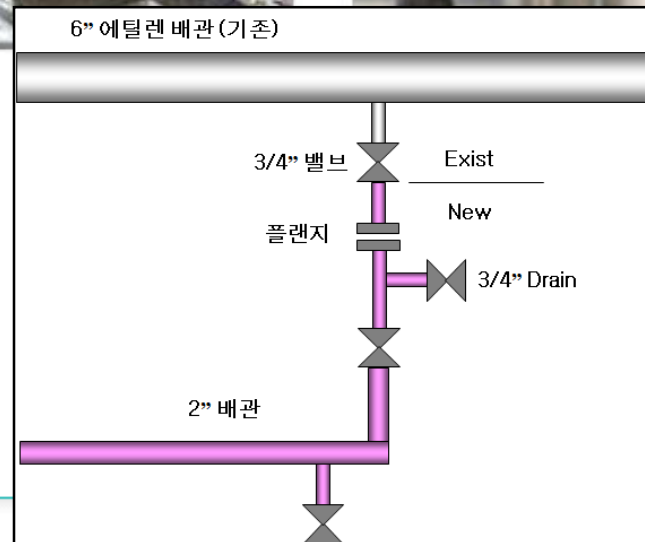 6” 에틸렌 배관(기존)
3/4” 밸브
Exist
New
플랜지
3/4” Drain
2” 배관